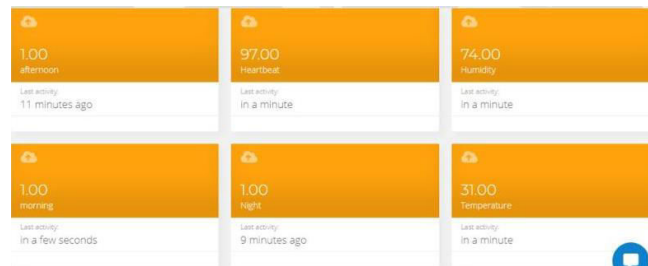 1.00
afternoon
Last activity:
11 minutes ago
97.00
Heartbeat
Last activity:
in a minute
74.00
Humidity
Last activity:
in a minute
1.00
morning
Last activity:
in a few seconds
1.00
Night
Last activity:
9 minutes ago
31.00
Temperature
Last activity:
in a minute